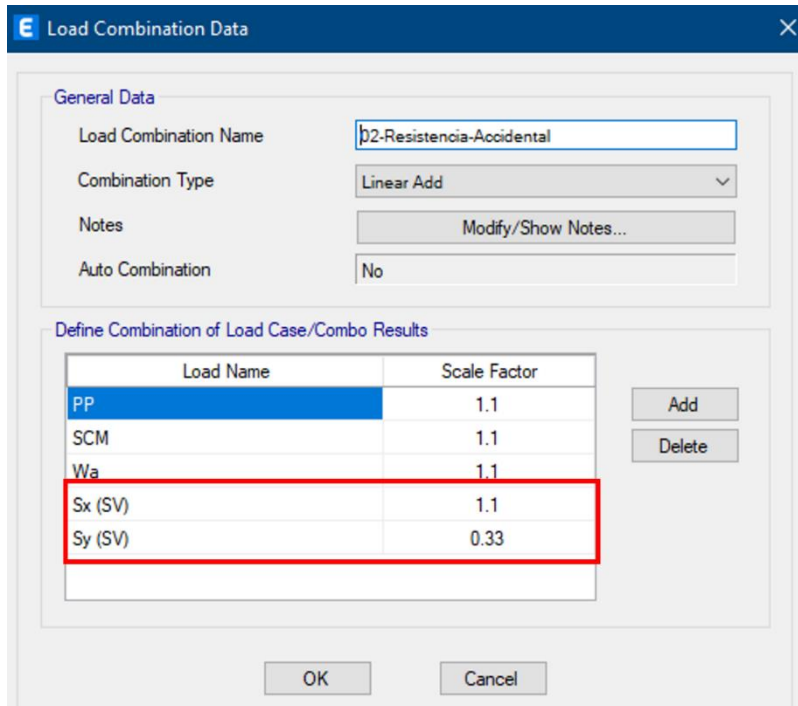 E Load Combination Data
General Data
Load Combination Name 02-Resistencia-Accidental
Combination Type Linear Add
Notes Modify/Show Notes...
Auto Combination No
Define Combination of Load Case/Combo Results
Load Name Scale Factor
PP 1.1 Add
SCM 1.1 Delete
Wa 1.1
Sx (SV) 1.1
Sy (SV) 0.33
OK Cancel